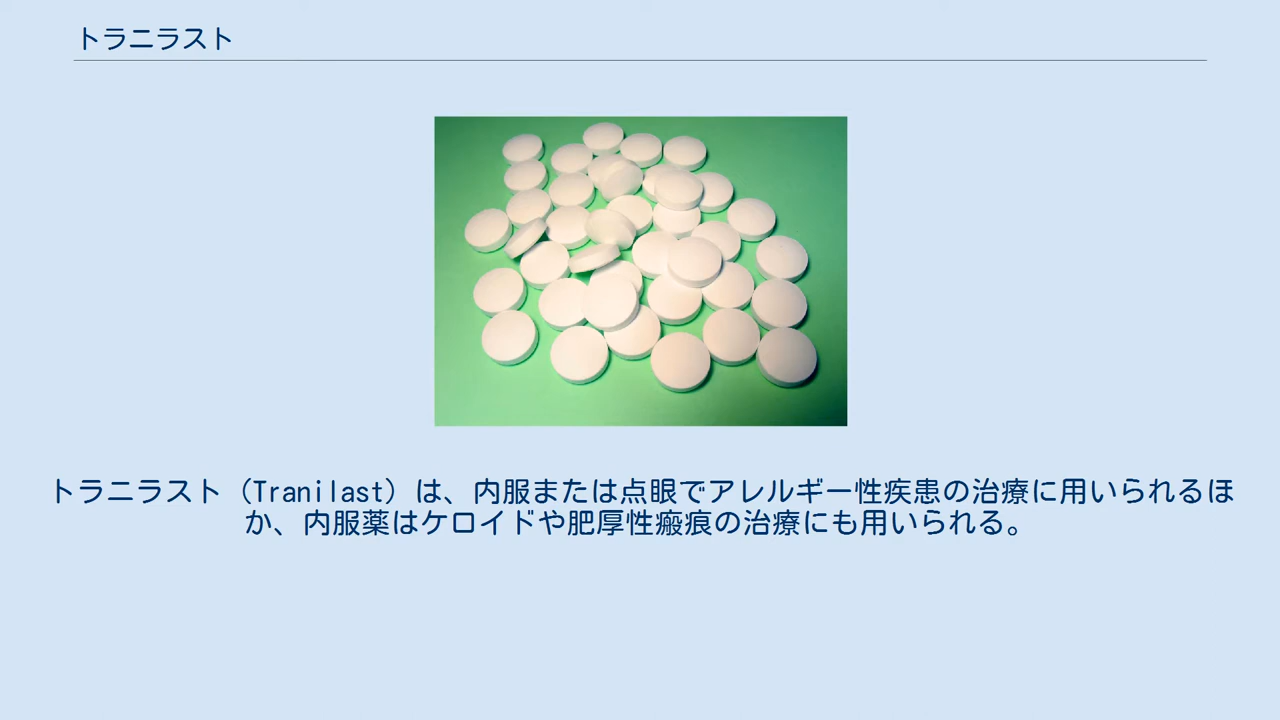 トラニラスト
トラニラスト（Tranilast）は、内服または点眼でアレルギー性疾患の治療に用いられるほ
か、内服薬はケロイドや肥厚性瘢痕の治療にも用いられる。